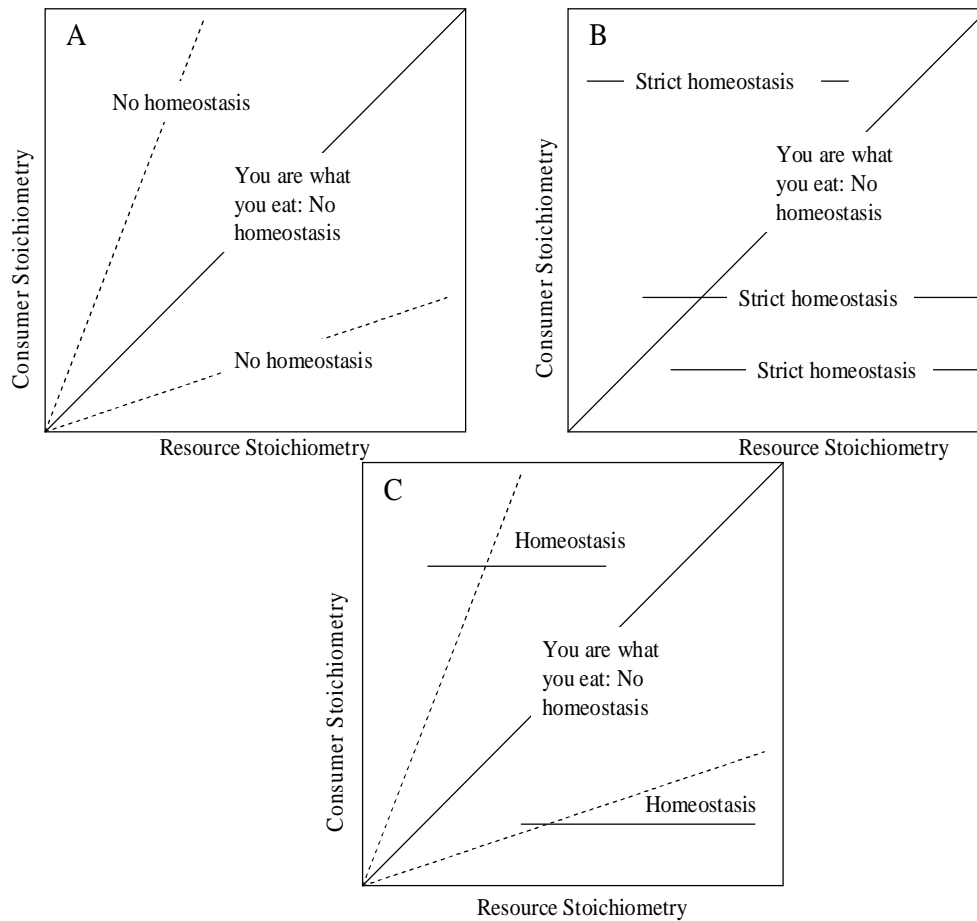 A
No homeostasis
You are what
you eat: No
homeostasis
No homeostasis
Consumer Stoichiometry
Resource Stoichiometry
B
Strict homeostasis
You are what
you eat: No
homeostasis
Strict homeostasis
Strict homeostasis
Consumer Stoichiometry
Resource Stoichiometry
C
Homeostasis
You are what
you eat: No
homeostasis
Homeostasis
Consumer Stoichiometry
Resource Stoichiometry